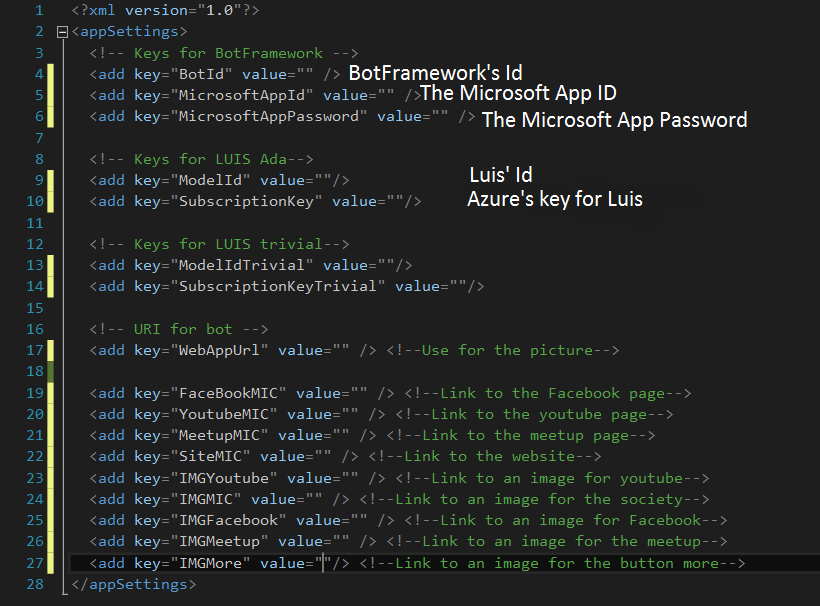 1 <?xml version="1.0"?>
2 <appSettings>
3 <!-- Keys for BotFramework -->
4 <add key="BotId" value="" /> BotFramework's Id
5 <add key="MicrosoftAppId" value="" /> The Microsoft App ID
6 <add key="MicrosoftAppPassword" value="" /> The Microsoft App Password
7
8 <!-- Keys for LUIS Ada-->
9 <add key="ModelId" value=""/> Luis' Id
10 <add key="SubscriptionKey" value=""/> Azure's key for Luis
11
12 <!-- Keys for LUIS trivial-->
13 <add key="ModelIdTrivial" value=""/>
14 <add key="SubscriptionKeyTrivial" value=""/>
15
16 <!-- URI for bot -->
17 <add key="WebAppUrl" value="" /> <!--Use for the picture-->
18
19 <add key="FaceBookMIC" value="" /> <!--Link to the Facebook page-->
20 <add key="YoutubeMIC" value="" /> <!--Link to the youtube page-->
21 <add key="MeetupMIC" value="" /> <!--Link to the meetup page-->
22 <add key="SiteMIC" value="" /> <!--Link to the website-->
23 <add key="IMGYoutube" value="" /> <!--Link to an image for youtube-->
24 <add key="IMGMIC" value="" /> <!--Link to an image for the society-->
25 <add key="IMGFacebook" value="" /> <!--Link to an image for Facebook-->
26 <add key="IMGMeetup" value="" /> <!--Link to an image for the meetup-->
27 <add key="IMGMore" value=""/> <!--Link to an image for the button more-->
28 </appSettings>